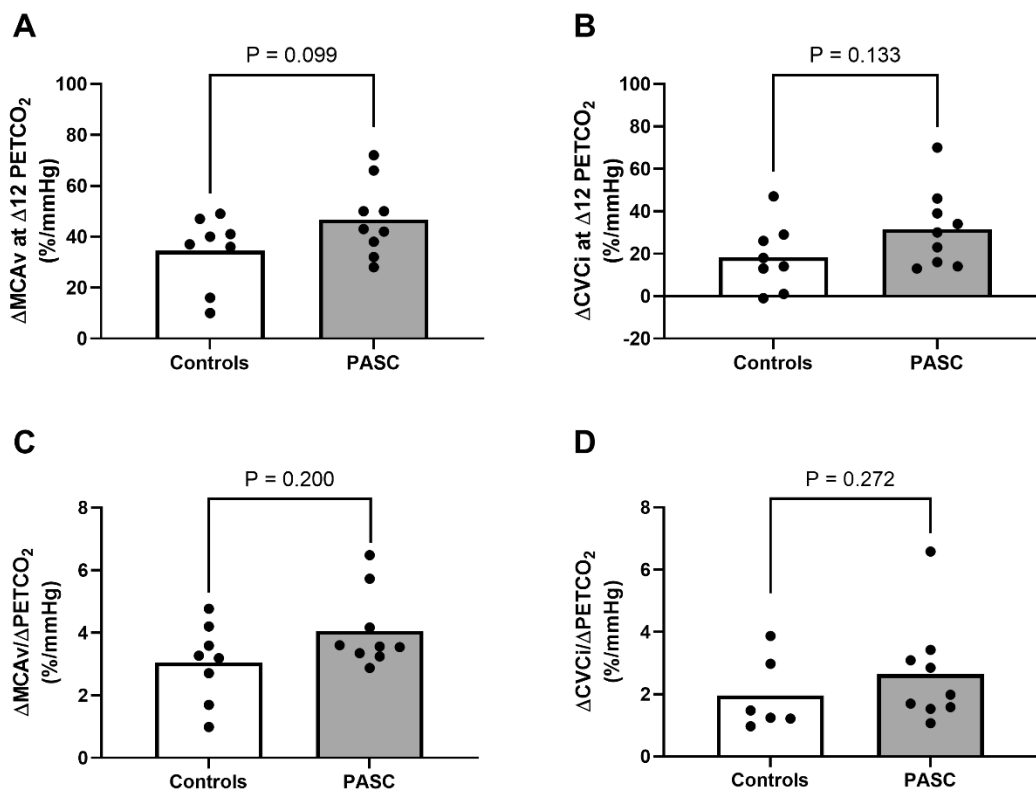 A
P = 0.099
ΔMCAv at Δ12 PETCO₂
(%/mmHg)
100
80
60
40
20
0
Controls
PASC
B
P = 0.133
ΔCVCi at Δ12 PETCO₂
(%/mmHg)
100
80
60
40
20
0
-20
Controls
PASC
C
P = 0.200
ΔMCAv/ΔPETCO₂
(%/mmHg)
8
6
4
2
0
Controls
PASC
D
P = 0.272
ΔCVCi/ΔPETCO₂
(%/mmHg)
8
6
4
2
0
Controls
PASC